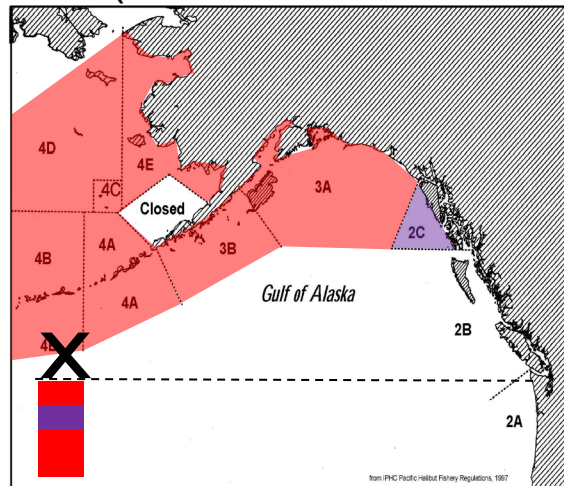 4D
4E
4C
Closed
3A
2C
4B
4A
3B
4A
Gulf of Alaska
2B
X
2A
from IPHC Pacific Halibut Fishery Regulations, 1997